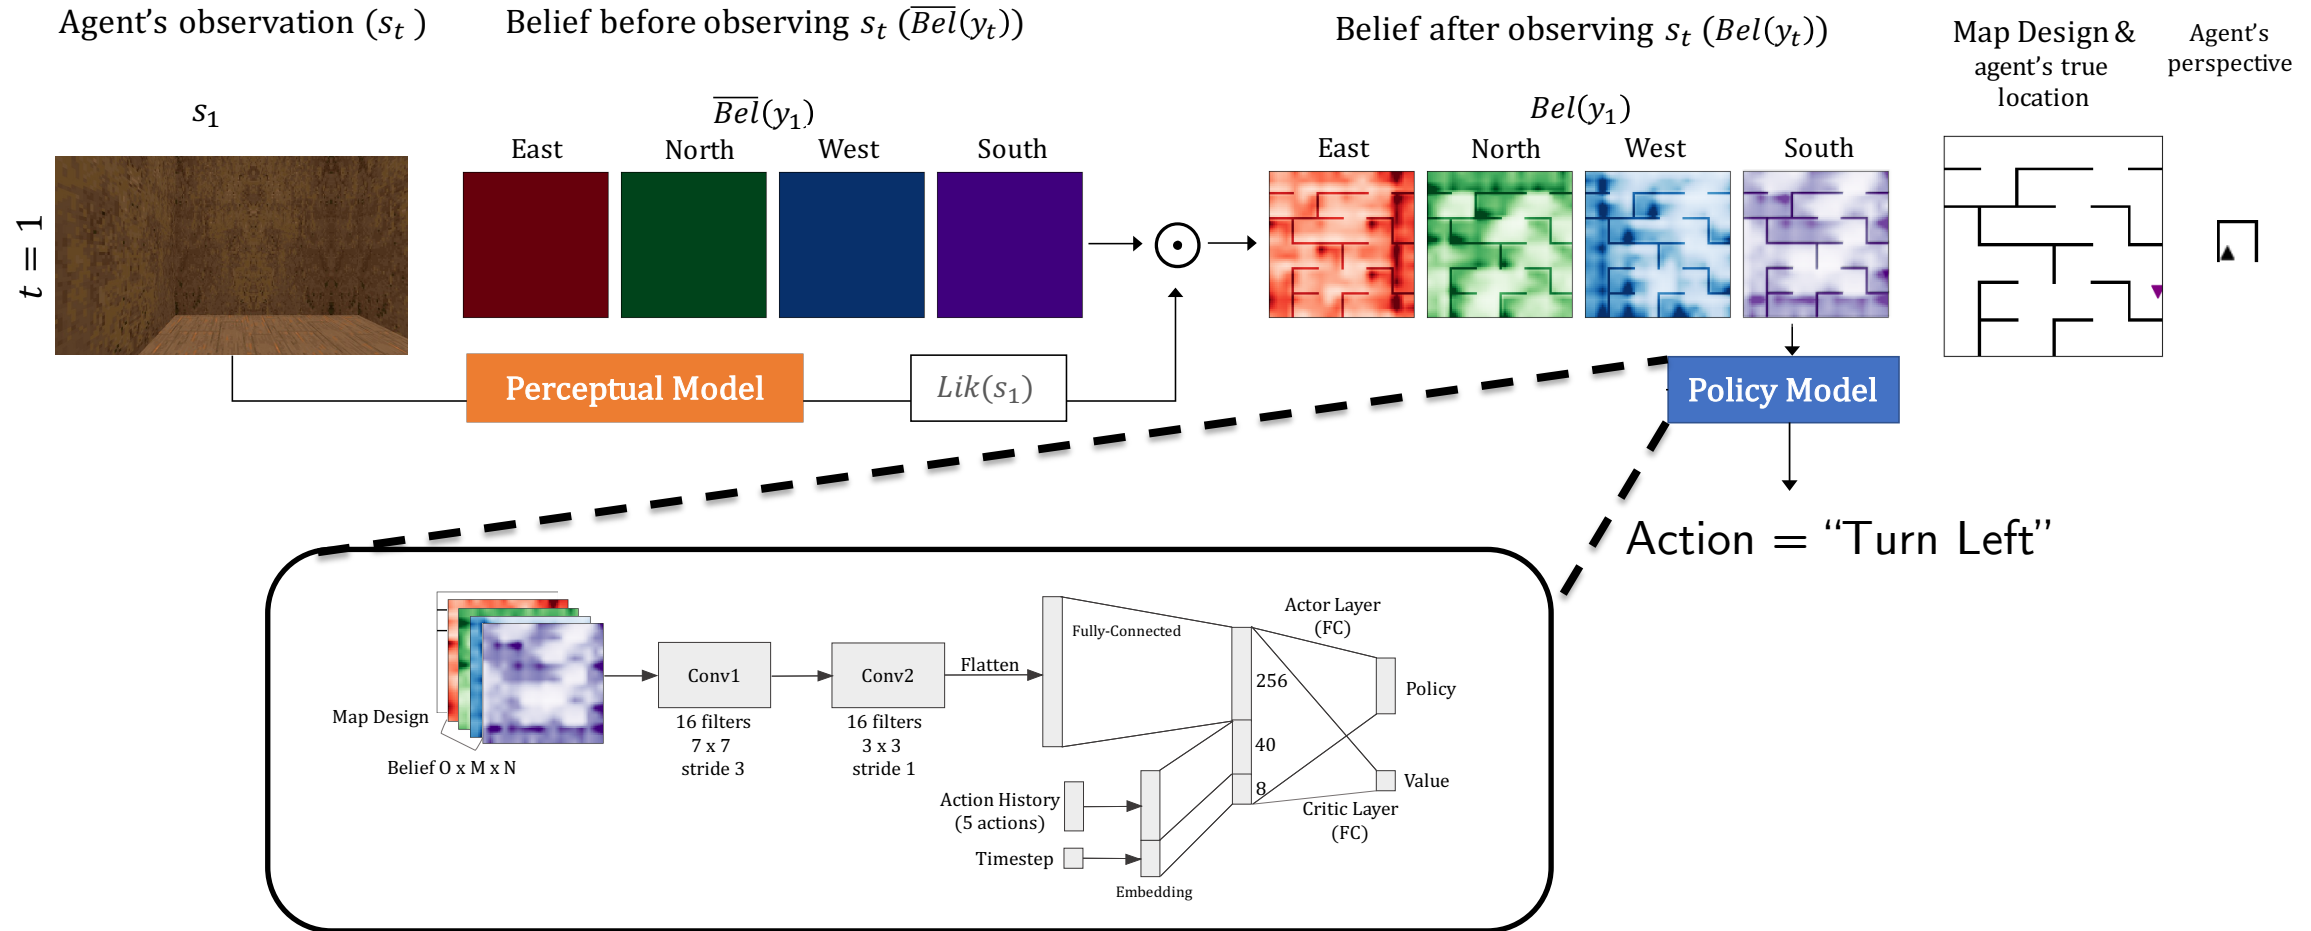 Agent's observation (s_t )
Belief before observing s_t (\overline{Bel}(y_t))
Belief after observing s_t (Bel(y_t))
Map Design &
agent's true
location
Agent's
perspective
s_1
\overline{Bel}(y_1)
Bel(y_1)
East
North
West
South
East
North
West
South
t = 1
Perceptual Model
Lik(s_1)
Policy Model
Action = “Turn Left”
Map Design
Belief O x M x N
Conv1
16 filters
7 x 7
stride 3
Conv2
16 filters
3 x 3
stride 1
Flatten
Fully-Connected
Action History
(5 actions)
Timestep
Embedding
256
40
8
Actor Layer
(FC)
Policy
Value
Critic Layer
(FC)